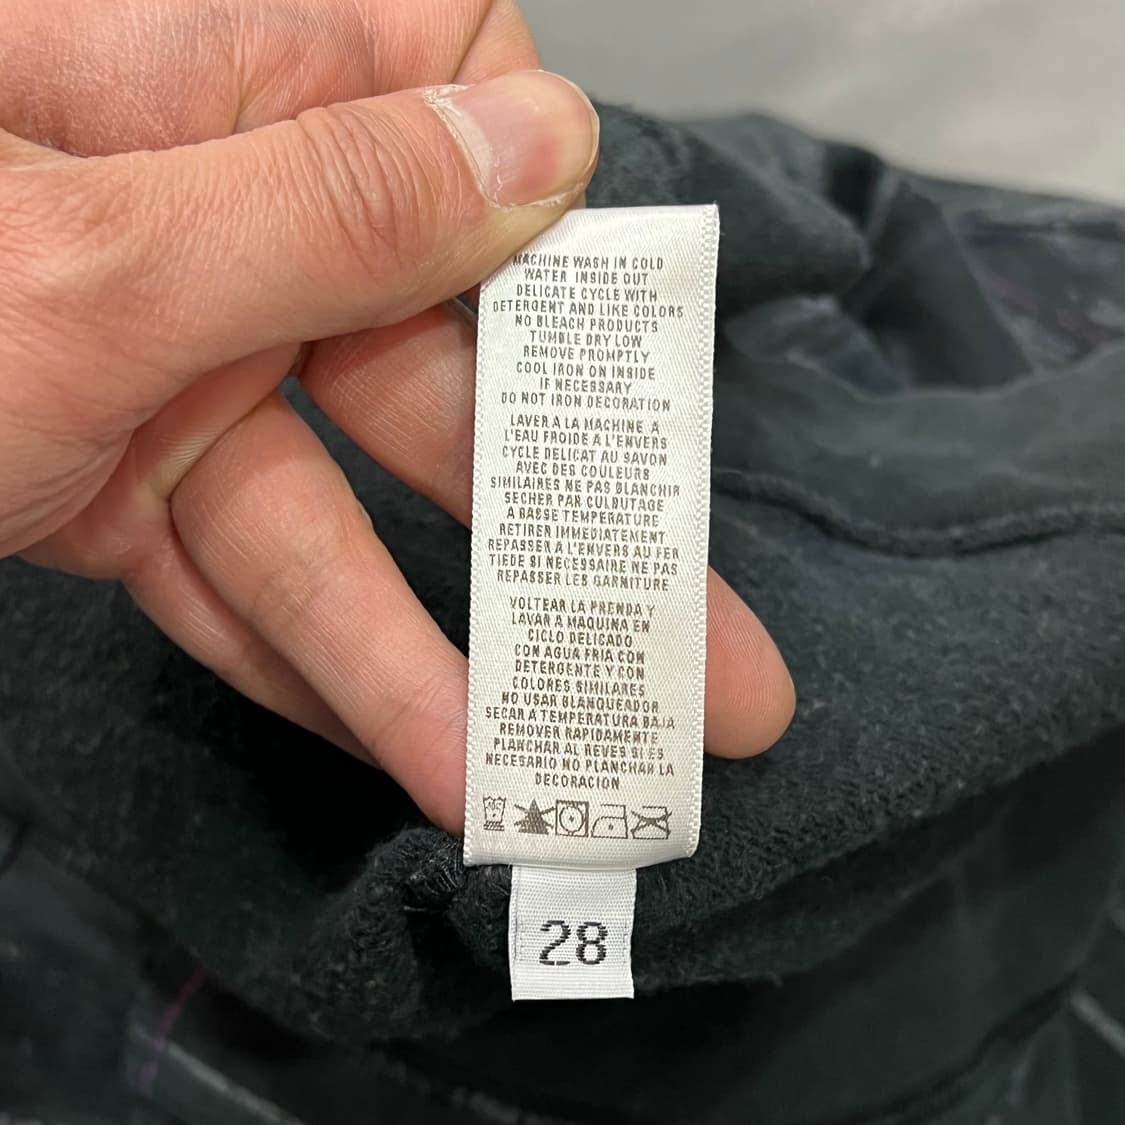 MACHINE WASH IN COLD
WATER INSIDE OUT
DELICATE CYCLE WITH
DETERGENT AND LIKE COLORS
NO BLEACH PRODUCTS
TUMBLE DRY LOW
REMOVE PROMPTLY
COOL IRON ON INSIDE
IF NECESSARY
DO NOT IRON DECORATION
LAVER A LA MACHINE A
L'EAU FROIDE A L'ENVERS
CYCLE DELICAT AU SAVON
AVEC DES COULEURS
SIMILAIRES NE PAS BLANCHIR
SECHER PAR CULBUTAGE
A BASSE TEMPERATURE
RETIRER IMMEDIATEMENT
REPASSER A L'ENVERS AU FER
TIEDE SI NECESSAIRE NE PAS
REPASSER LES GARNITURE
VOLTEAR LA PRENDA Y
LAVAR A MAQUINA EN
CICLO DELICADO
CON AGUA FRIA CON
DETERGENTE Y CON
COLORES SIMILARES
NO USAR BLANQUEADOR
SECAR A TEMPERATURA BAJA
REMOVER RAPIDAMENTE
PLANCHAR AL REVES SI ES
NECESARIO NO PLANCHAR LA
DECORACION
28